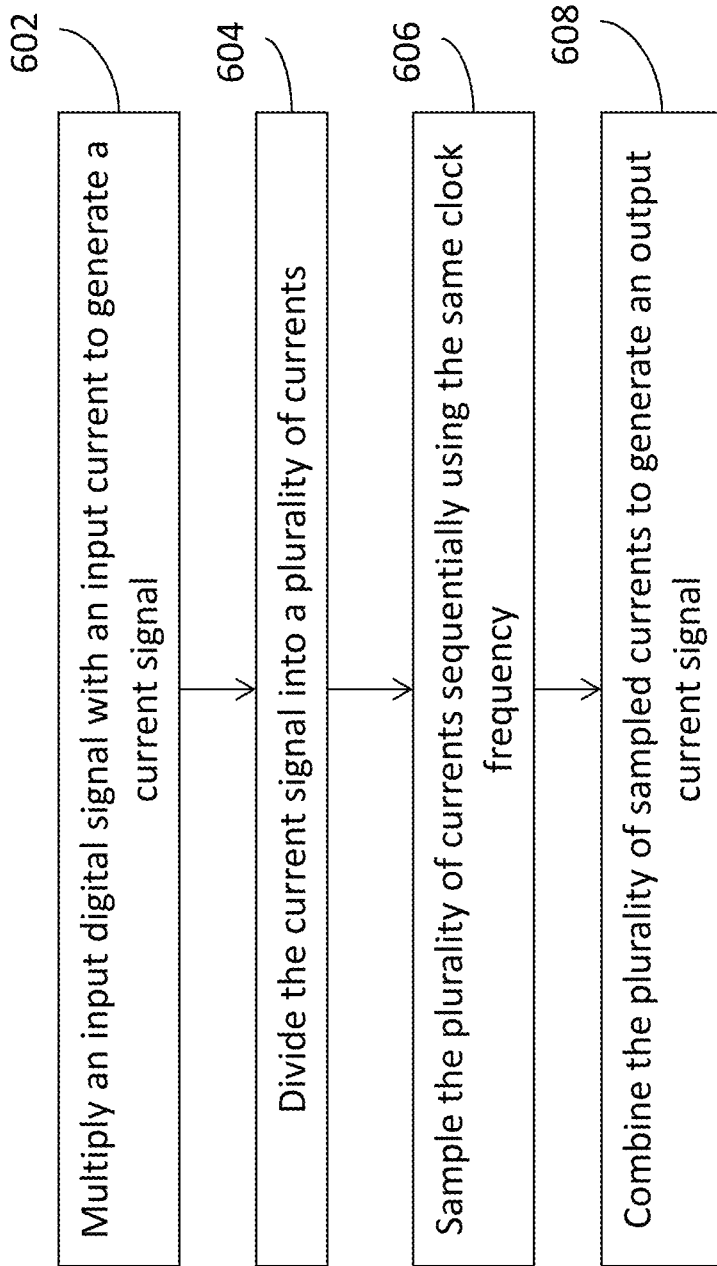 602
Multiply an input digital signal with an input current to generate a
current signal
604
Divide the current signal into a plurality of currents
606
Sample the plurality of currents sequentially using the same clock
frequency
608
Combine the plurality of sampled currents to generate an output
current signal